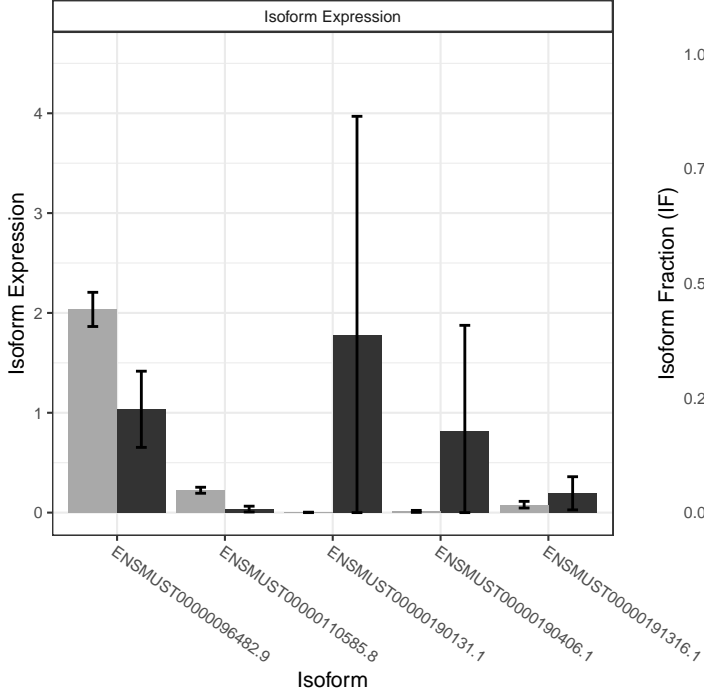 Isoform Expression
Isoform Expression
4
3
2
1
0
ENSMUST00000096482.9
ENSMUST00000110585.8
ENSMUST00000190131.1
ENSMUST00000190406.1
ENSMUST00000191316.1
Isoform
Isoform Fraction (IF)
1.0
0.7
0.5
0.2
0.0